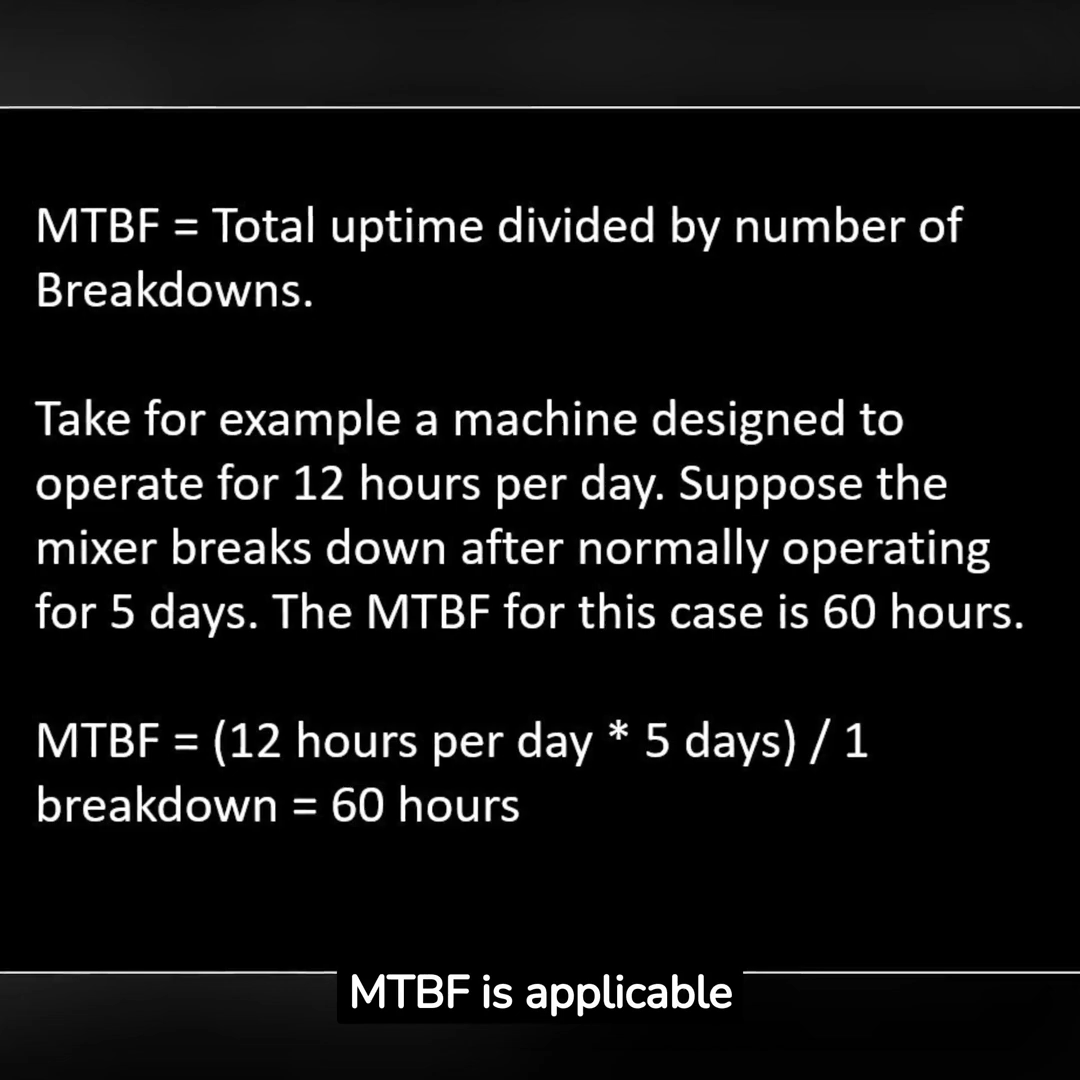 MTBF = Total uptime divided by number of
Breakdowns.
Take for example a machine designed to
operate for 12 hours per day. Suppose the
mixer breaks down after normally operating
for 5 days. The MTBF for this case is 60 hours.
MTBF = (12 hours per day * 5 days) / 1
breakdown = 60 hours
MTBF is applicable